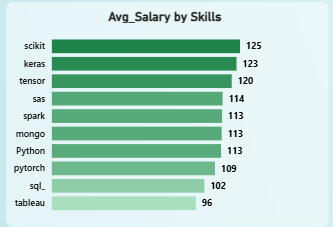 Avg_Salary by Skills
scikit 125
keras 123
tensor 120
sas 114
spark 113
mongo 113
Python 113
pytorch 109
sql_ 102
tableau 96